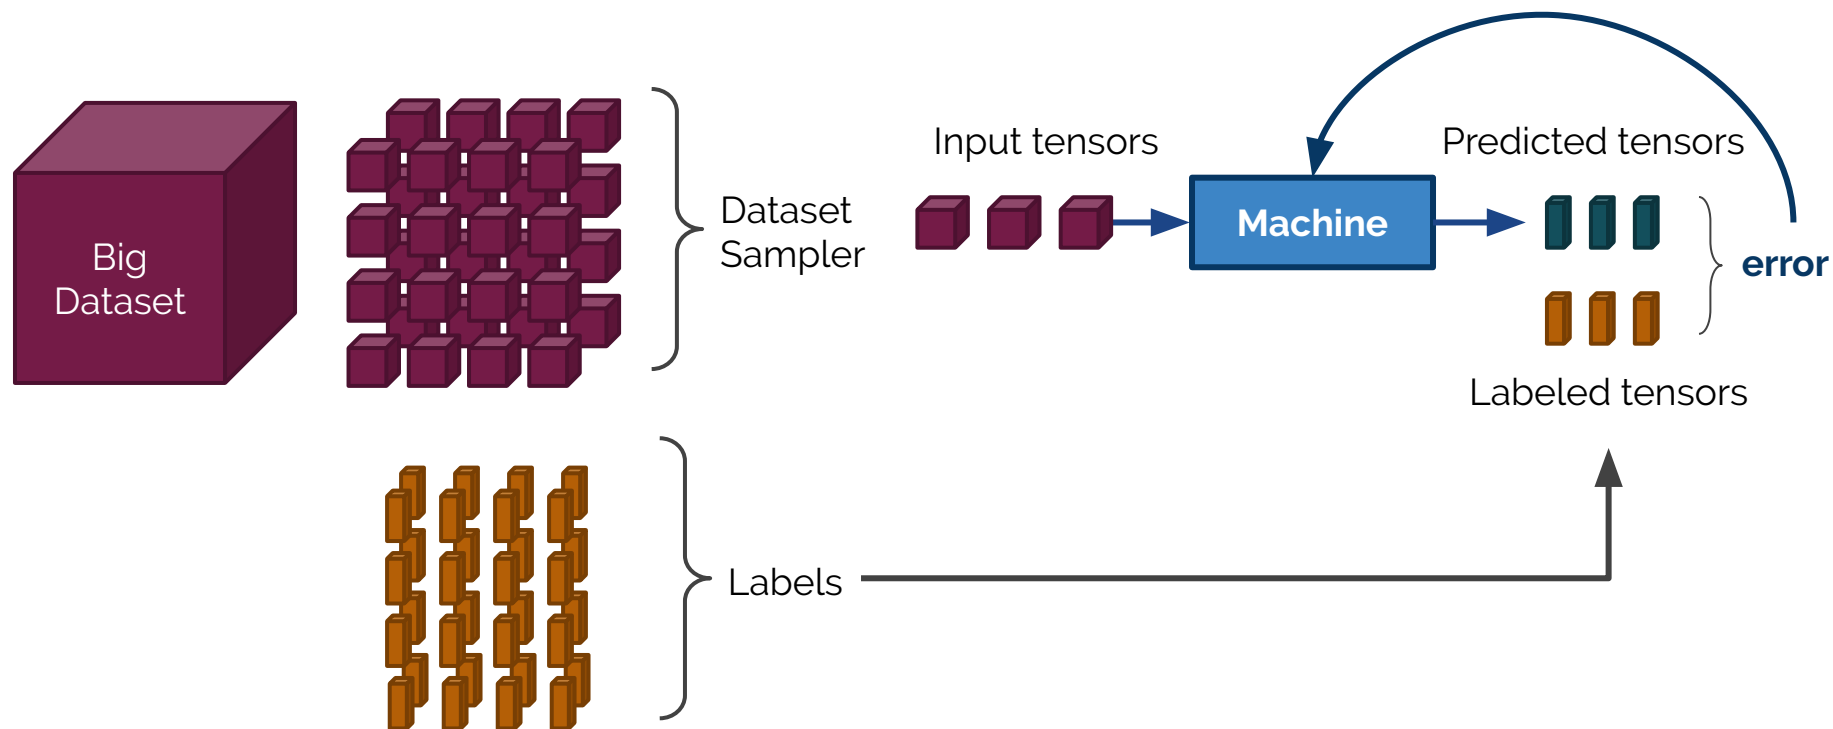 Big
Dataset
Dataset
Sampler
Input tensors
Machine
Predicted tensors
error
Labeled tensors
Labels